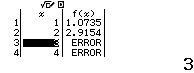 x f(x)
1 1 1.0735
2 2 2.9154
3 3 ERROR
4 4 ERROR
3